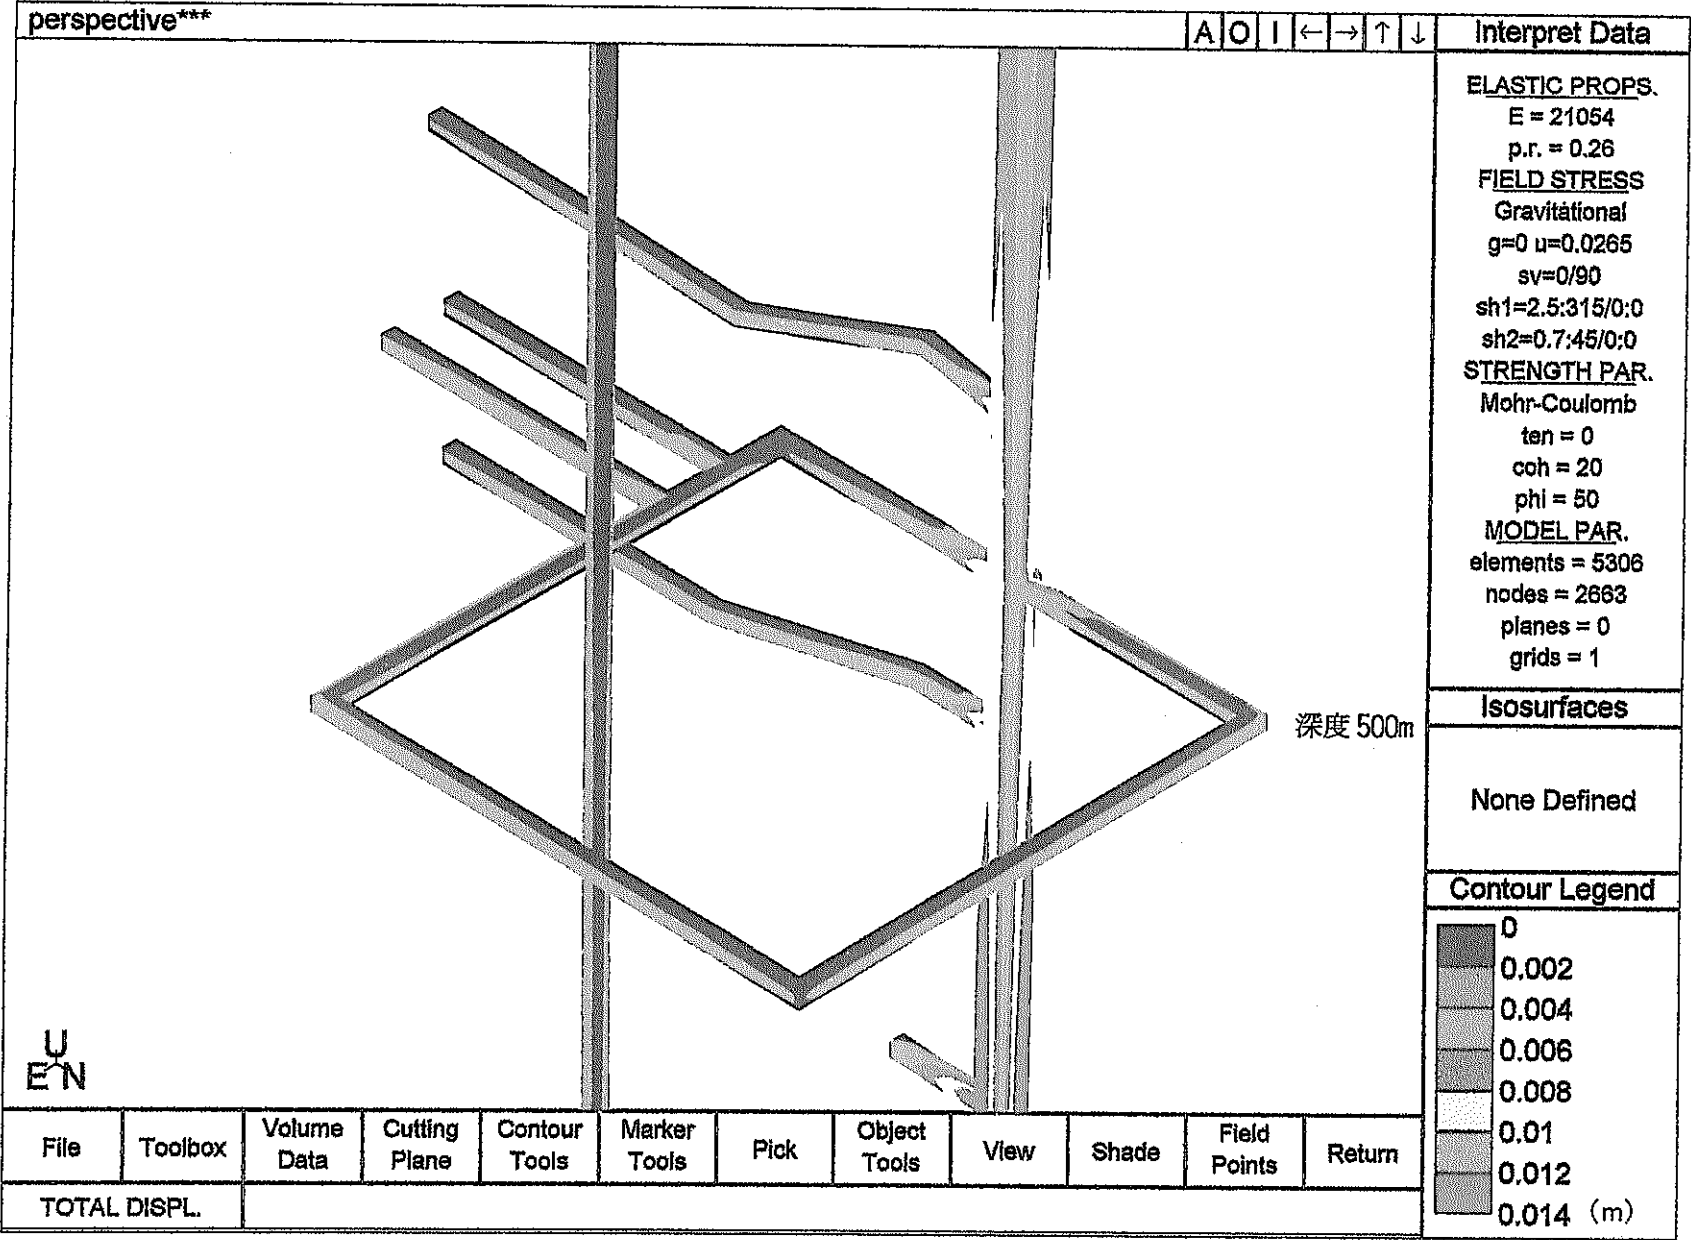 perspective***
A O I ← → ↑ ↓
Interpret Data
ELASTIC PROPS.
E = 21054
p.r. = 0.26
FIELD STRESS
Gravitational
g=0 u=0.0265
sv=0/90
sh1=2.5:315/0:0
sh2=0.7:45/0:0
STRENGTH PAR.
Mohr-Coulomb
ten = 0
coh = 20
phi = 50
MODEL PAR.
elements = 5306
nodes = 2663
planes = 0
grids = 1
Isosurfaces
None Defined
Contour Legend
0
0.002
0.004
0.006
0.008
0.01
0.012
0.014 (m)
深度 500m
U
E N
File
Toolbox
Volume
Data
Cutting
Plane
Contour
Tools
Marker
Tools
Pick
Object
Tools
View
Shade
Field
Points
Return
TOTAL DISPL.